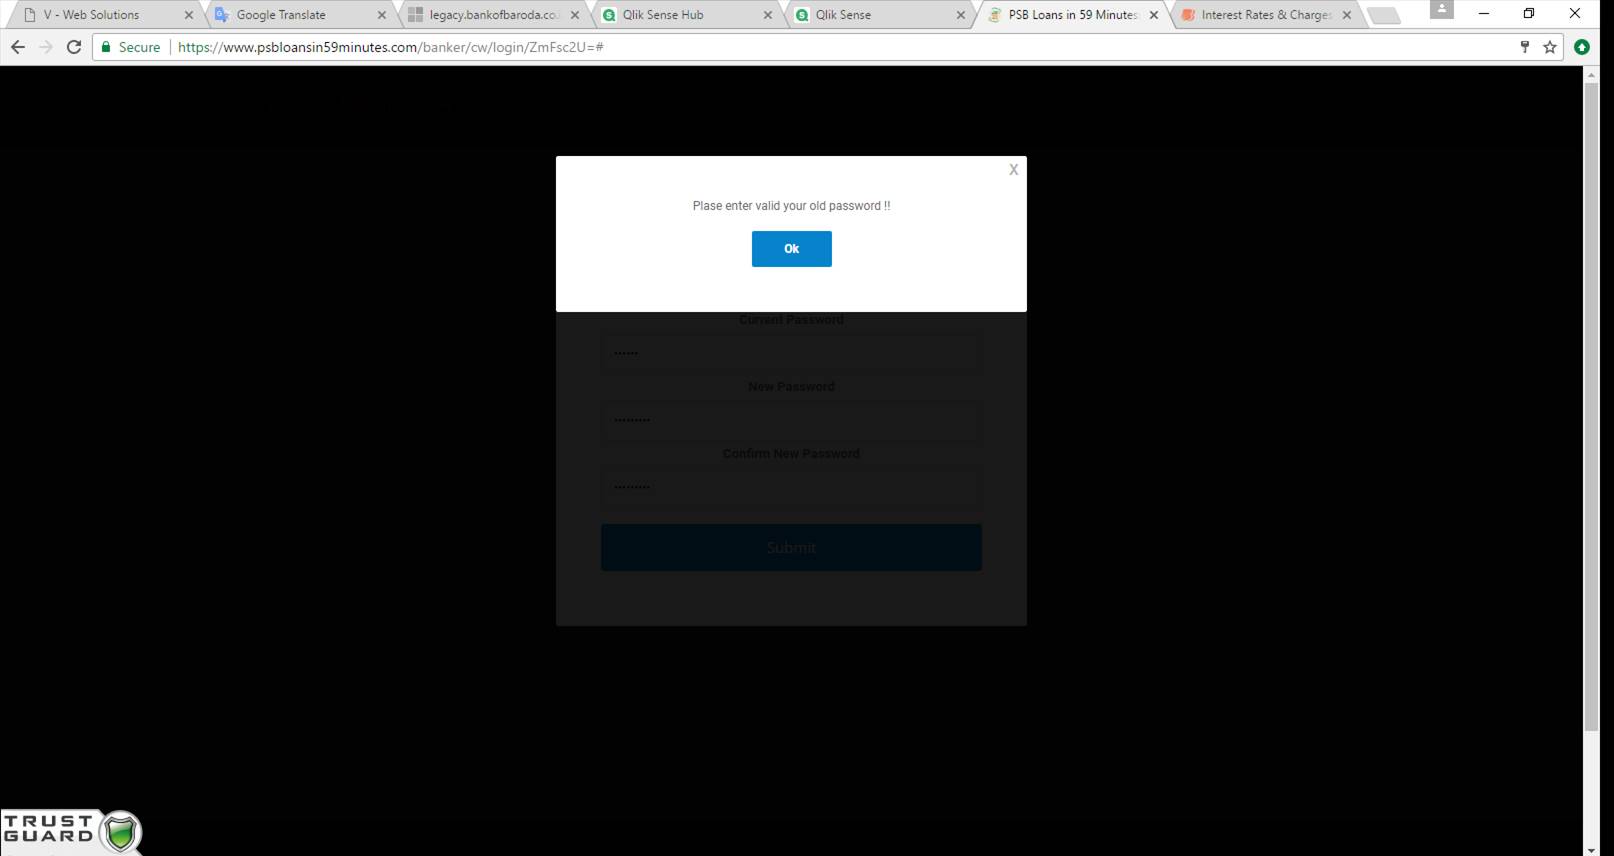 V - Web Solutions
Google Translate
legacy.bankofbaroda.co.
Qlik Sense Hub
Qlik Sense
PSB Loans in 59 Minutes
Interest Rates & Charges
Secure
https://www.psbloansin59minutes.com/banker/cw/login/ZmFsc2U=#
X
Plase enter valid your old password !!
Ok
Current Password
New Password
Confirm New Password
Submit
TRUST
GUARD